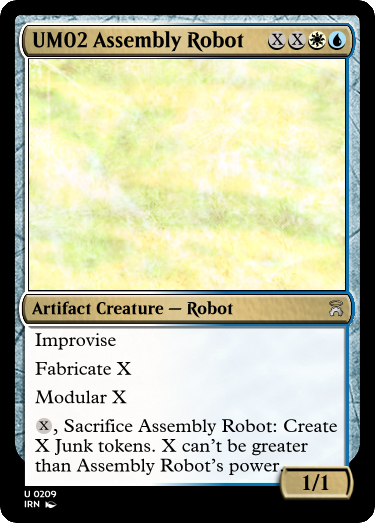 UM02 Assembly Robot X X
Artifact Creature — Robot
Improvise
Fabricate X
Modular X
X, Sacrifice Assembly Robot: Create
X Junk tokens. X can't be greater
than Assembly Robot's power.
1/1
U 0209
IRN